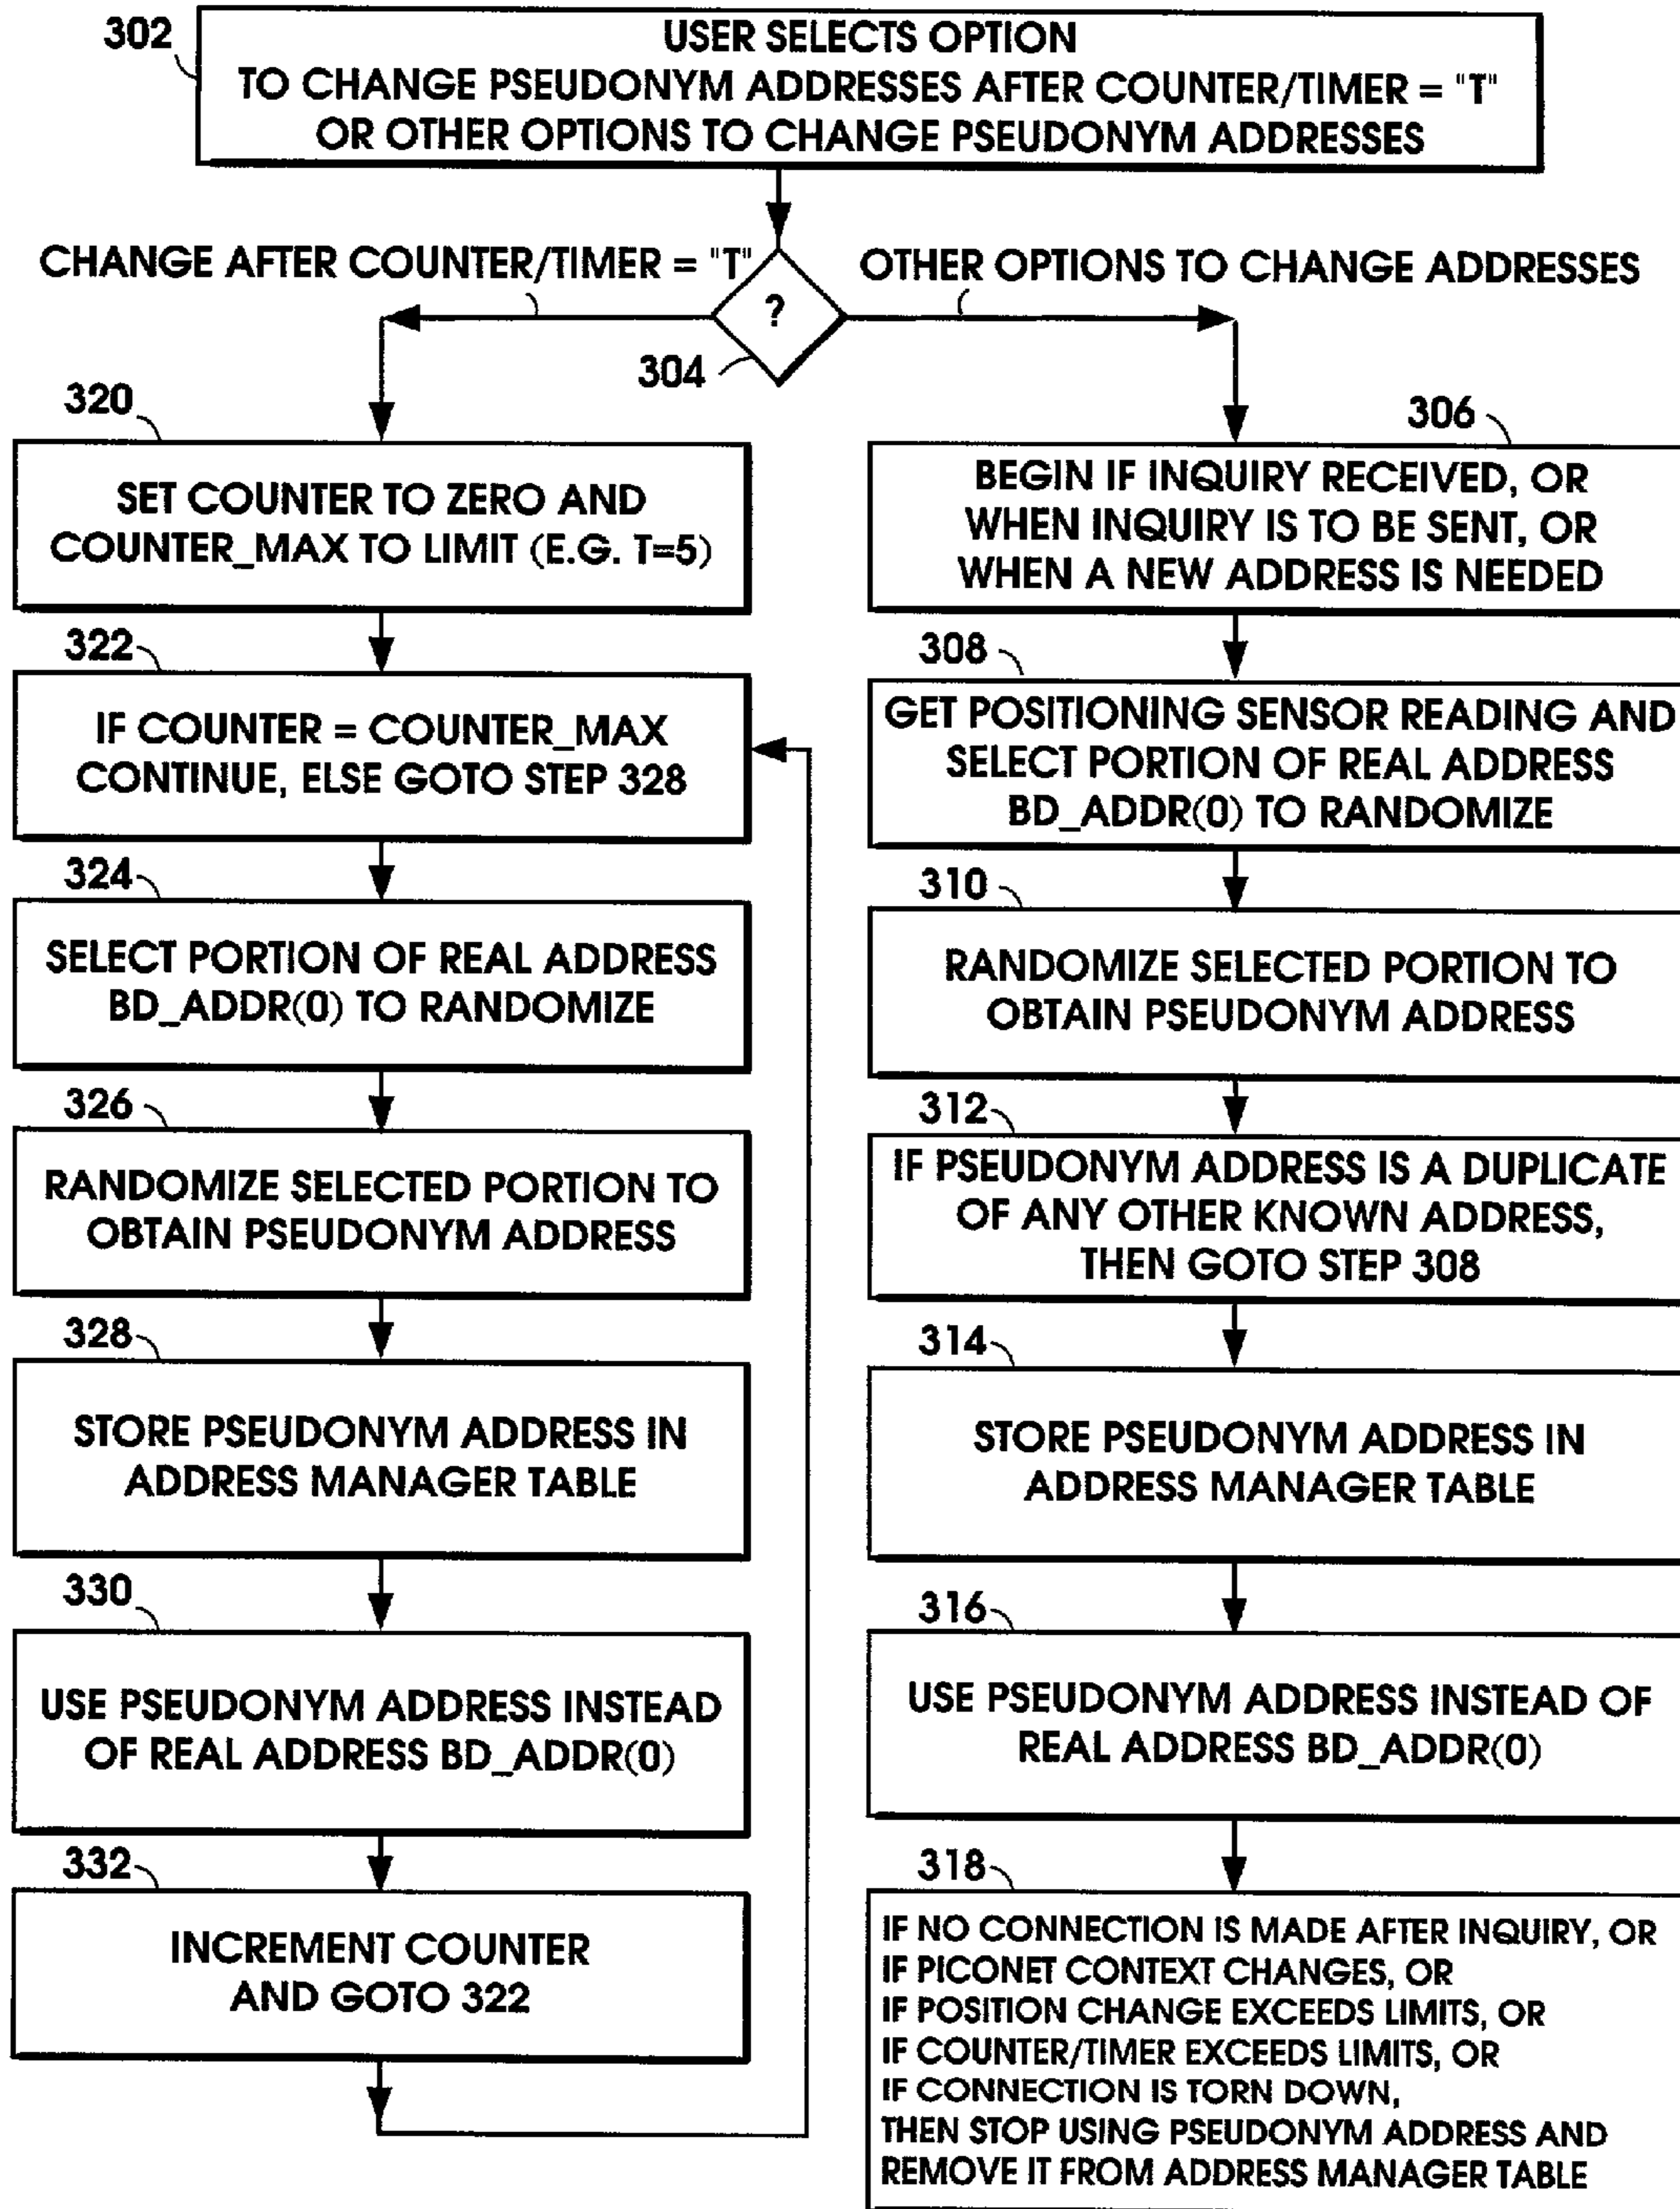 302
USER SELECTS OPTION
TO CHANGE PSEUDONYM ADDRESSES AFTER COUNTER/TIMER = "T"
OR OTHER OPTIONS TO CHANGE PSEUDONYM ADDRESSES
CHANGE AFTER COUNTER/TIMER = "T"
OTHER OPTIONS TO CHANGE ADDRESSES
?
304
320
SET COUNTER TO ZERO AND
COUNTER_MAX TO LIMIT (E.G. T=5)
322
IF COUNTER = COUNTER_MAX
CONTINUE, ELSE GOTO STEP 328
324
SELECT PORTION OF REAL ADDRESS
BD_ADDR(0) TO RANDOMIZE
326
RANDOMIZE SELECTED PORTION TO
OBTAIN PSEUDONYM ADDRESS
328
STORE PSEUDONYM ADDRESS IN
ADDRESS MANAGER TABLE
330
USE PSEUDONYM ADDRESS INSTEAD
OF REAL ADDRESS BD_ADDR(0)
332
INCREMENT COUNTER
AND GOTO 322
306
BEGIN IF INQUIRY RECEIVED, OR
WHEN INQUIRY IS TO BE SENT, OR
WHEN A NEW ADDRESS IS NEEDED
308
GET POSITIONING SENSOR READING AND
SELECT PORTION OF REAL ADDRESS
BD_ADDR(0) TO RANDOMIZE
310
RANDOMIZE SELECTED PORTION TO
OBTAIN PSEUDONYM ADDRESS
312
IF PSEUDONYM ADDRESS IS A DUPLICATE
OF ANY OTHER KNOWN ADDRESS,
THEN GOTO STEP 308
314
STORE PSEUDONYM ADDRESS IN
ADDRESS MANAGER TABLE
316
USE PSEUDONYM ADDRESS INSTEAD OF
REAL ADDRESS BD_ADDR(0)
318
IF NO CONNECTION IS MADE AFTER INQUIRY, OR
IF PICONET CONTEXT CHANGES, OR
IF POSITION CHANGE EXCEEDS LIMITS, OR
IF COUNTER/TIMER EXCEEDS LIMITS, OR
IF CONNECTION IS TORN DOWN,
THEN STOP USING PSEUDONYM ADDRESS AND
REMOVE IT FROM ADDRESS MANAGER TABLE